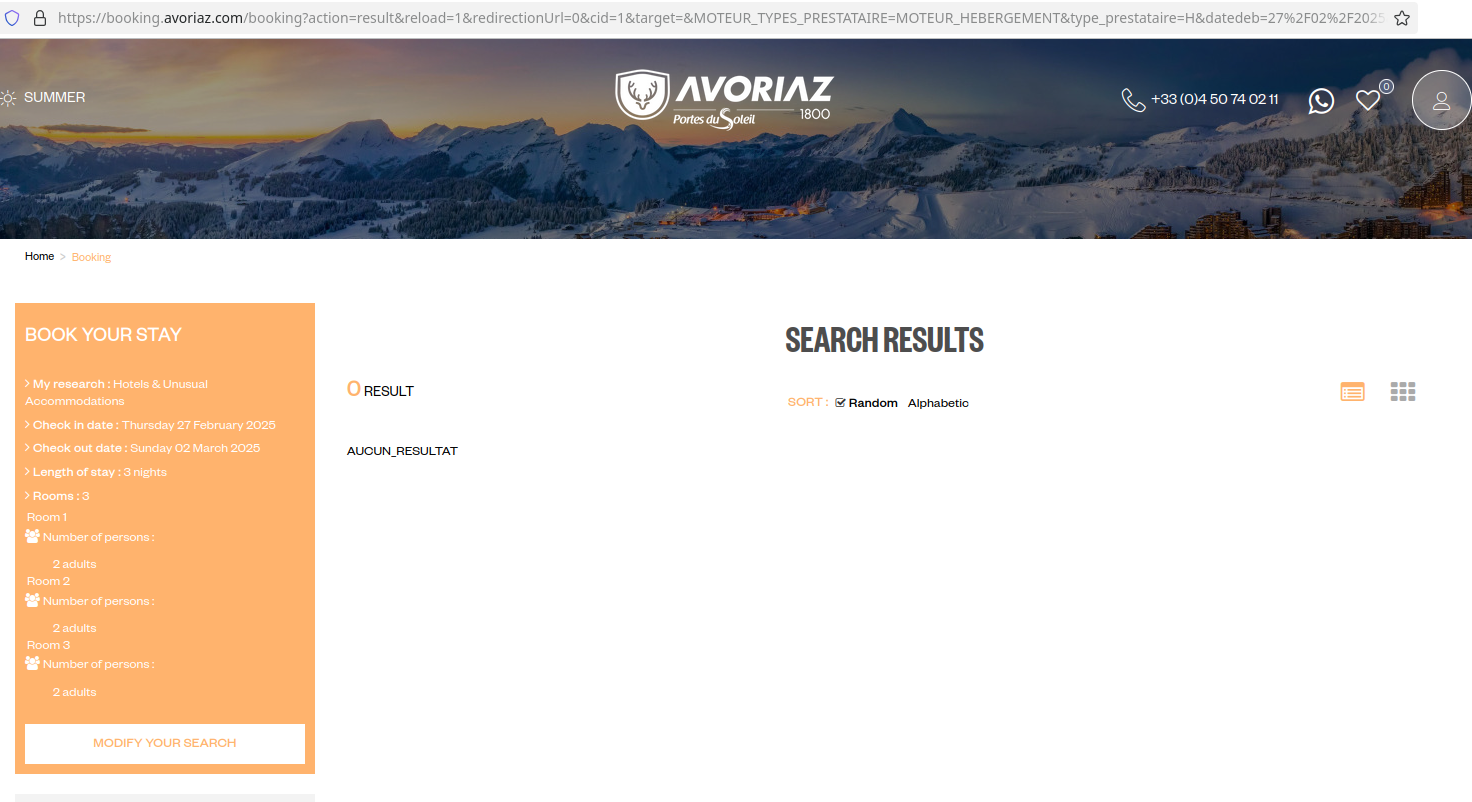 https://booking.avoriaz.com/booking?action=result&reload=1&redirectionUrl=0&cid=1&target=&MOTEUR_TYPES_PRESTATAIRE=MOTEUR_HEBERGEMENT&type_prestataire=H&datedeb=27%2F02%2F2025
SUMMER
AVORIAZ
Portes du Soleil
1800
+33 (0)4 50 74 02 11
0
Home > Booking
BOOK YOUR STAY
> My research : Hotels & Unusual
Accommodations
> Check in date : Thursday 27 February 2025
> Check out date : Sunday 02 March 2025
> Length of stay : 3 nights
> Rooms : 3
Room 1
Number of persons :
2 adults
Room 2
Number of persons :
2 adults
Room 3
Number of persons :
2 adults
MODIFY YOUR SEARCH
SEARCH RESULTS
0 RESULT
SORT : Random Alphabetic
AUCUN_RESULTAT